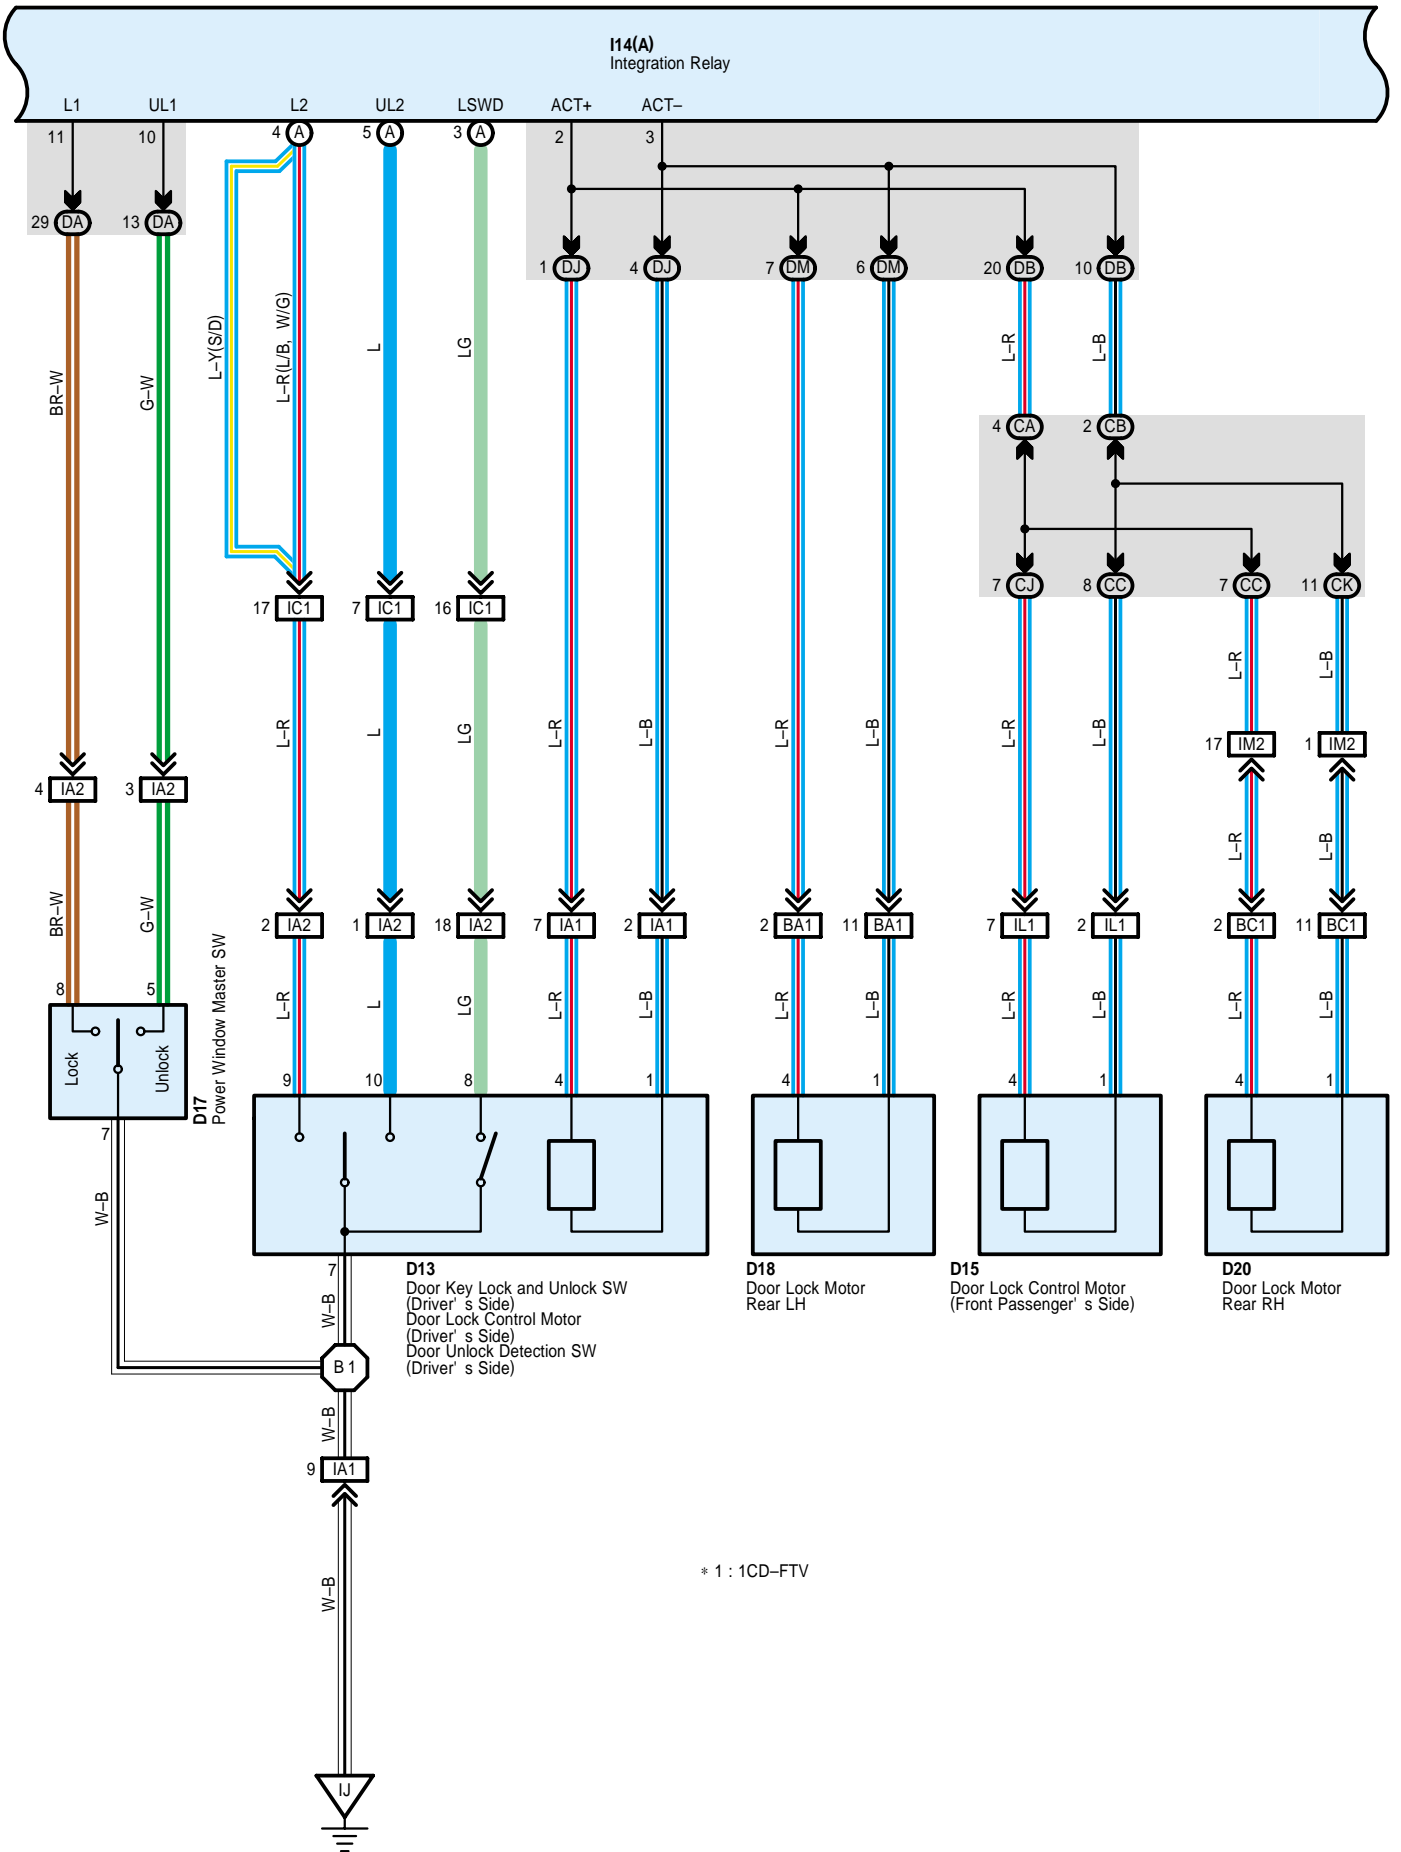 I14(A)
Integration Relay
L1 UL1 L2 UL2 LSWD ACT+ ACT–
11 10 4 A 5 A 3 A 2 3
29 DA 13 DA
1 DJ 4 DJ 7 DM 6 DM 20 DB 10 DB
BR–W G–W L–Y(S/D) L–R(L/B, W/G) L LG L–R L–B
4 CA 2 CB
7 CJ 8 CC 7 CC 11 CK
17 IC1 7 IC1 16 IC1
L–R L–B
L–R L LG L–R L–B L–R L–B L–R L–B
17 IM2 1 IM2
4 IA2 3 IA2
L–R L–B
BR–W G–W
2 IA2 1 IA2 18 IA2 7 IA1 2 IA1 2 BA1 11 BA1 7 IL1 2 IL1 2 BC1 11 BC1
8 5
L–R L LG L–R L–B L–R L–B L–R L–B L–R L–B
Lock Unlock
D17
Power Window Master SW
9 10 8 4 1 4 1 4 1 4 1
7
W–B
7
W–B
D13
Door Key Lock and Unlock SW
(Driver' s Side)
Door Lock Control Motor
(Driver' s Side)
Door Unlock Detection SW
(Driver' s Side)
D18
Door Lock Motor
Rear LH
D15
Door Lock Control Motor
(Front Passenger' s Side)
D20
Door Lock Motor
Rear RH
B 1
W–B
9 IA1
W–B
* 1 : 1CD–FTV
IJ